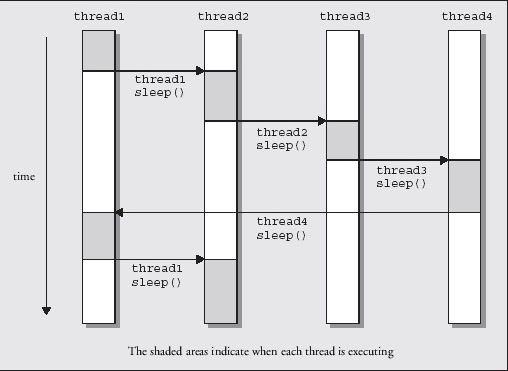 thread1 thread2 thread3 thread4
thread1
sleep()
thread2
sleep()
thread3
sleep()
time
thread4
sleep()
thread1
sleep()
The shaded areas indicate when each thread is executing